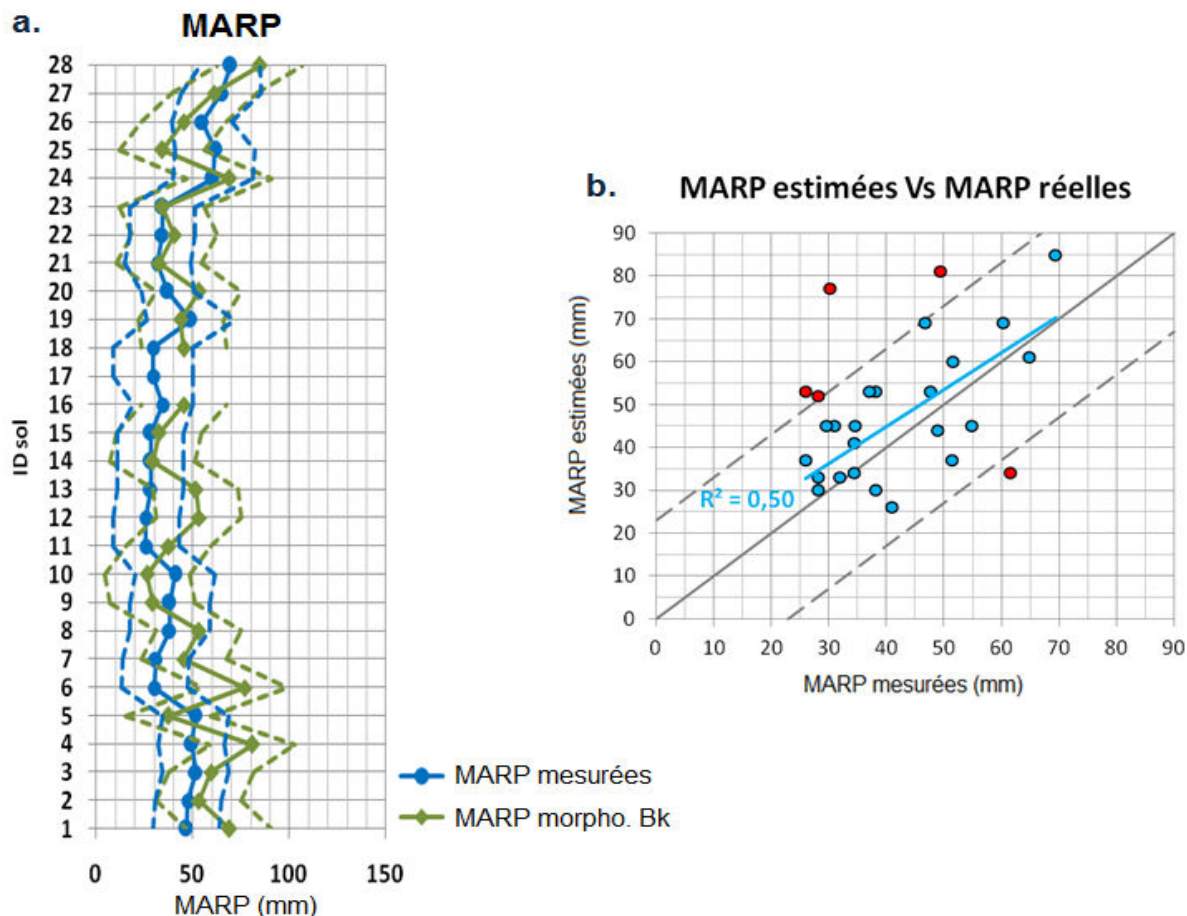 a.
MARP
ID sol
28
27
26
25
24
23
22
21
20
19
18
17
16
15
14
13
12
11
10
9
8
7
6
5
4
3
2
1
0 50 100 150
MARP (mm)
MARP mesurées
MARP morpho. Bk
b.
MARP estimées Vs MARP réelles
MARP estimées (mm)
90
80
70
60
50
40
30
20
10
0
R² = 0,50
0 10 20 30 40 50 60 70 80 90
MARP mesurées (mm)